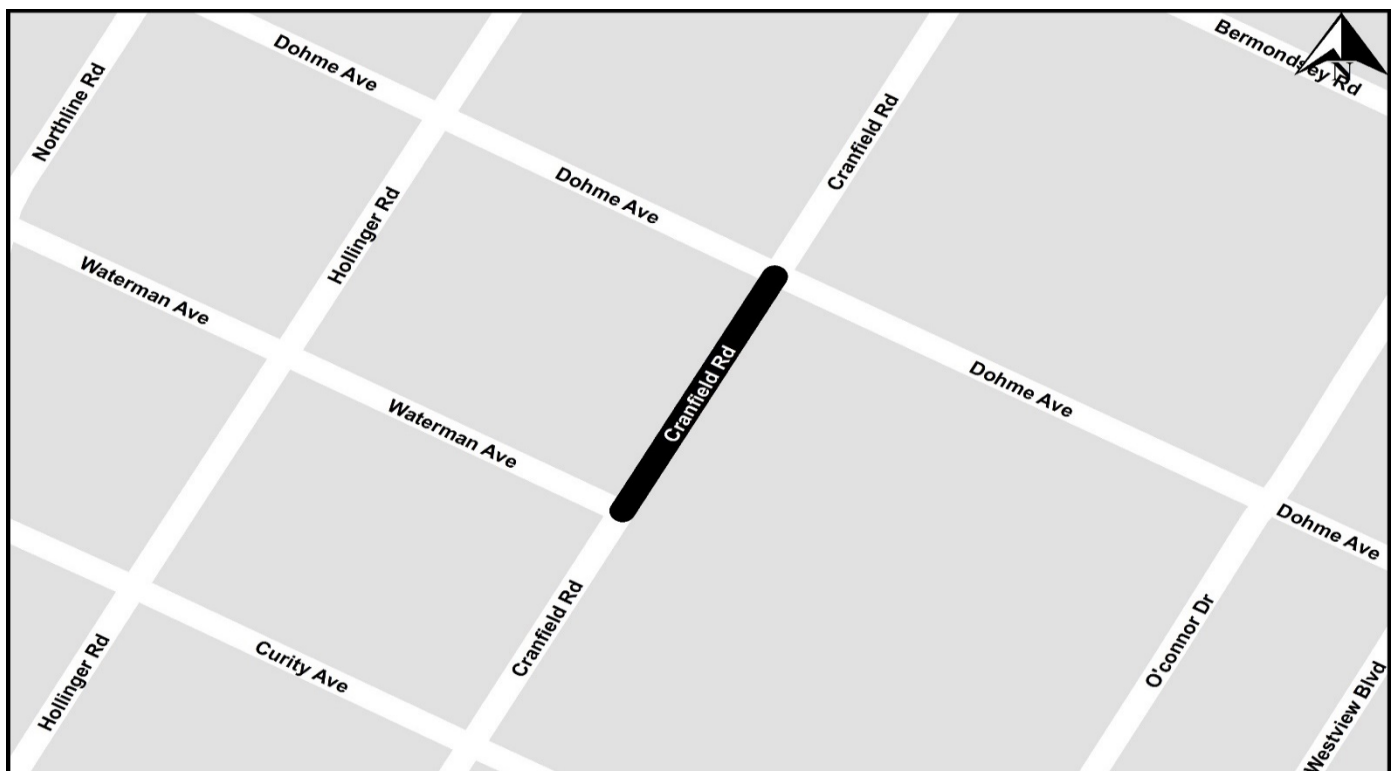 Bermondsey Rd
N
Dohme Ave
Northline Rd
Cranfield Rd
Dohme Ave
Hollinger Rd
Waterman Ave
Cranfield Rd
Dohme Ave
Waterman Ave
Dohme Ave
Cranfield Rd
O'connor Dr
Curity Ave
Hollinger Rd
Westview Blvd